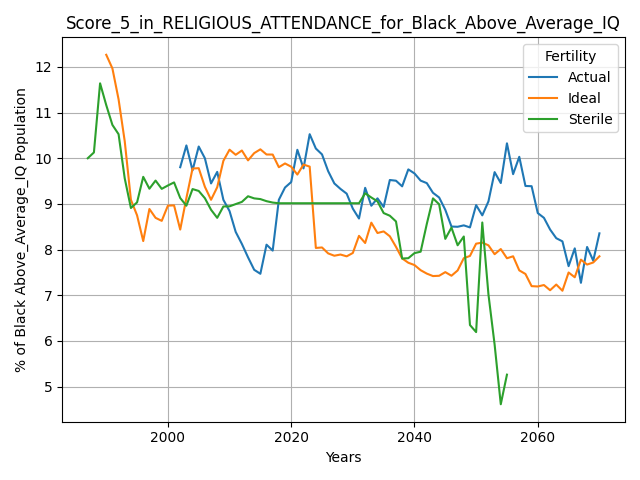 Score_5_in_RELIGIOUS_ATTENDANCE_for_Black_Above_Average_IQ
Fertility
Actual
Ideal
Sterile
% of Black Above_Average_IQ Population
12
11
10
9
8
7
6
5
2000
2020
2040
2060
Years